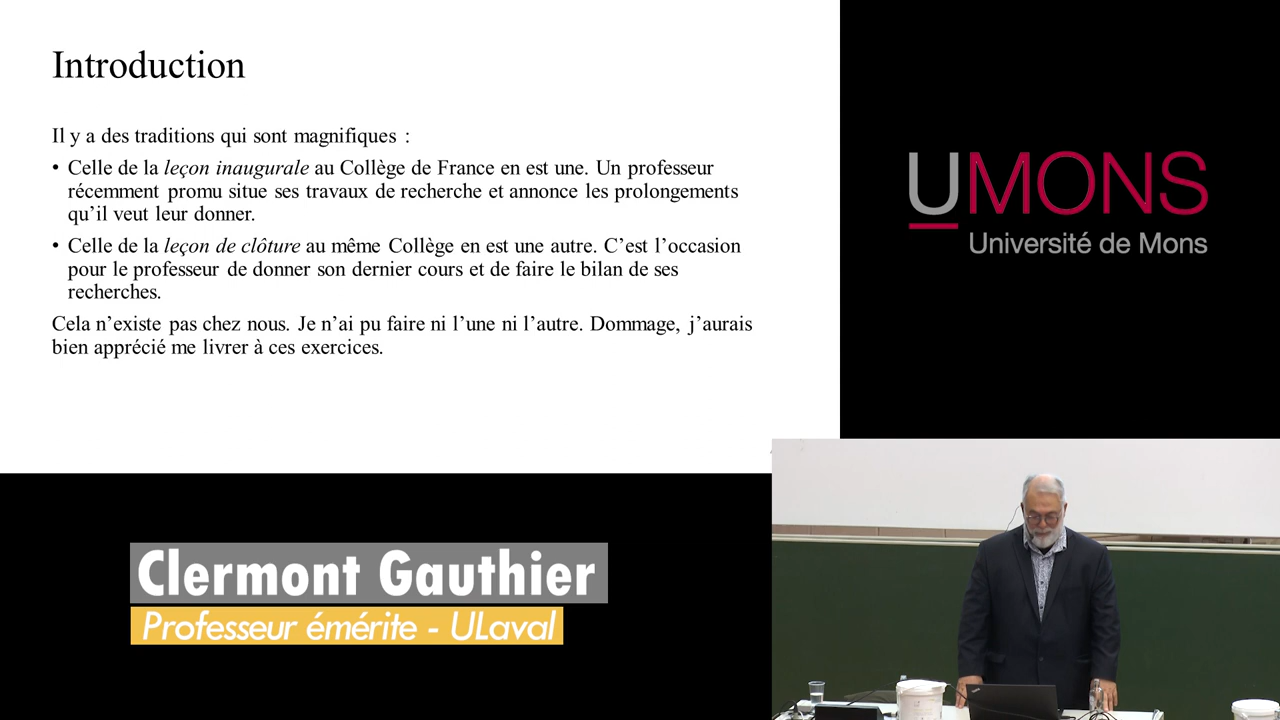 Introduction
Il y a des traditions qui sont magnifiques :
• Celle de la leçon inaugurale au Collège de France en est une. Un professeur
récemment promu situe ses travaux de recherche et annonce les prolongements
qu’il veut leur donner.
• Celle de la leçon de clôture au même Collège en est une autre. C’est l’occasion
pour le professeur de donner son dernier cours et de faire le bilan de ses
recherches.
Cela n’existe pas chez nous. Je n’ai pu faire ni l’une ni l’autre. Dommage, j’aurais
bien apprécié me livrer à ces exercices.
UMONS
Université de Mons
Clermont Gauthier
Professeur émérite - ULaval